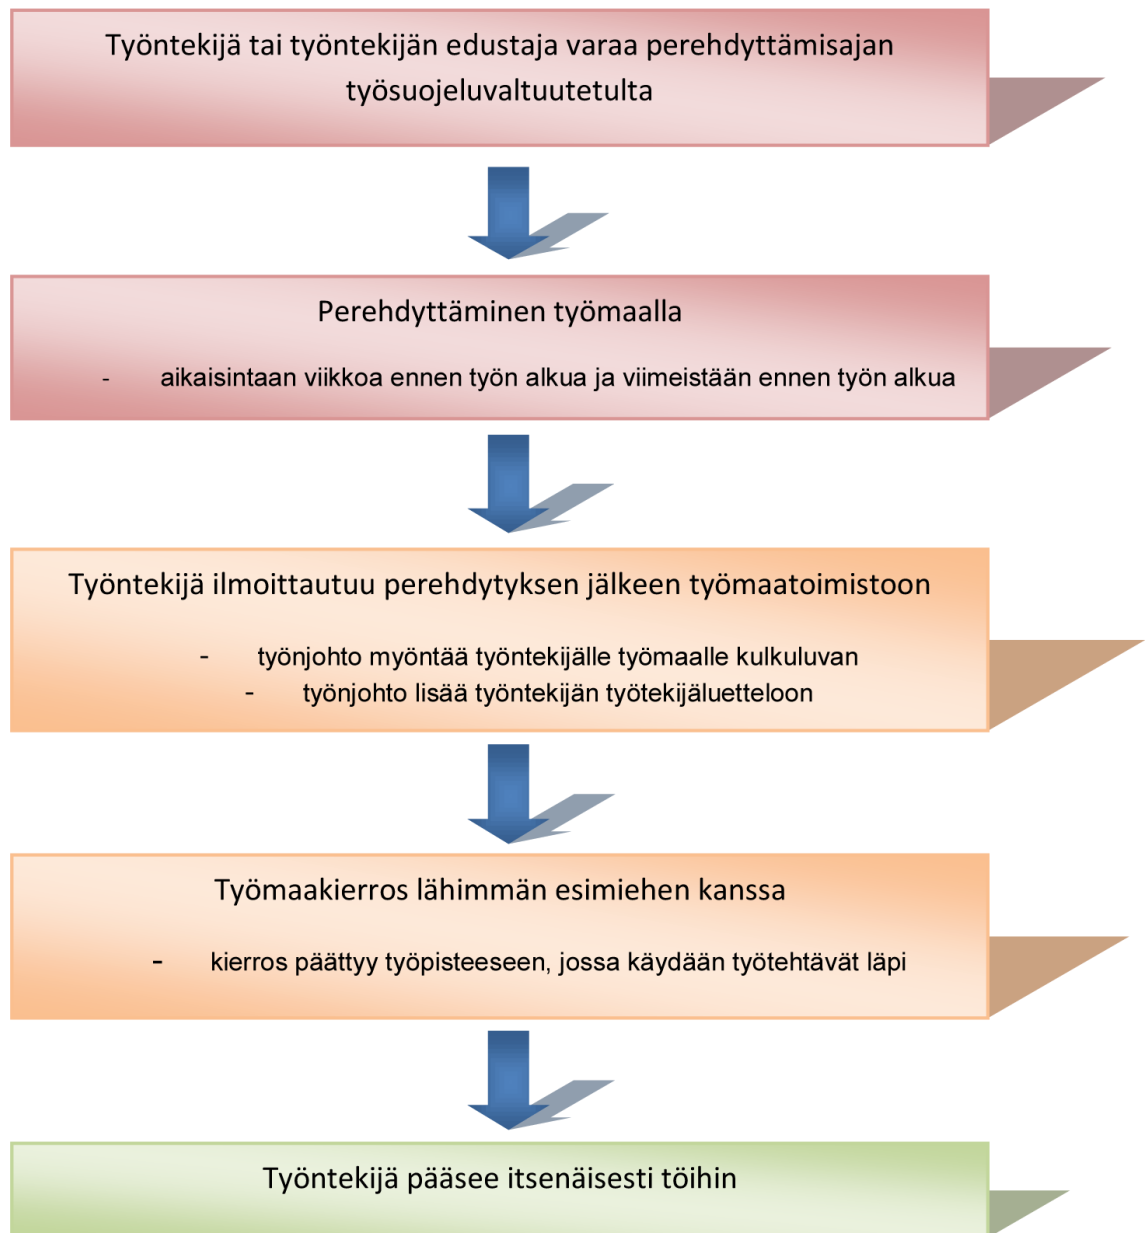 Työntekijä tai työntekijän edustaja varaa perehdyttämisajan
työsuojeluvaltuutetulta
Perehdyttäminen työmaalla
- aikaisintaan viikkoa ennen työn alkua ja viimeistään ennen työn alkua
Työntekijä ilmoittautuu perehdytyksen jälkeen työmaatoimistoon
- työnjohto myöntää työntekijälle työmaalle kulkuluvan
- työnjohto lisää työntekijän työtekijäluetteloon
Työmaakierros lähimmän esimiehen kanssa
- kierros päättyy työpisteeseen, jossa käydään työtehtävät läpi
Työntekijä pääsee itsenäisesti töihin